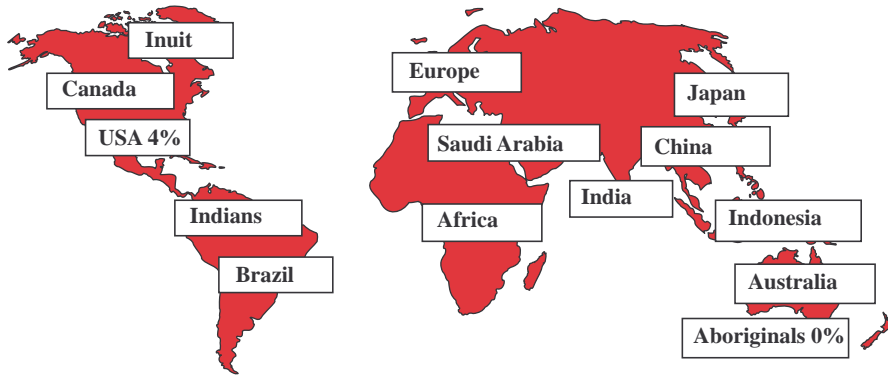 Inuit
Canada
USA 4%
Indians
Brazil
Europe
Saudi Arabia
Africa
Japan
China
India
Indonesia
Australia
Aboriginals 0%